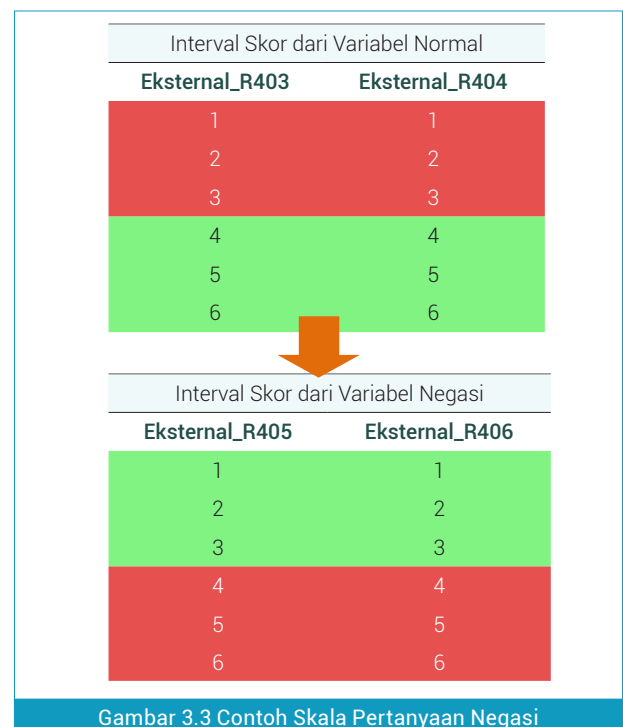 Interval Skor dari Variabel Normal
Eksternal_R403 Eksternal_R404
1 1
2 2
3 3
4 4
5 5
6 6
Interval Skor dari Variabel Negasi
Eksternal_R405 Eksternal_R406
1 1
2 2
3 3
4 4
5 5
6 6
Gambar 3.3 Contoh Skala Pertanyaan Negasi